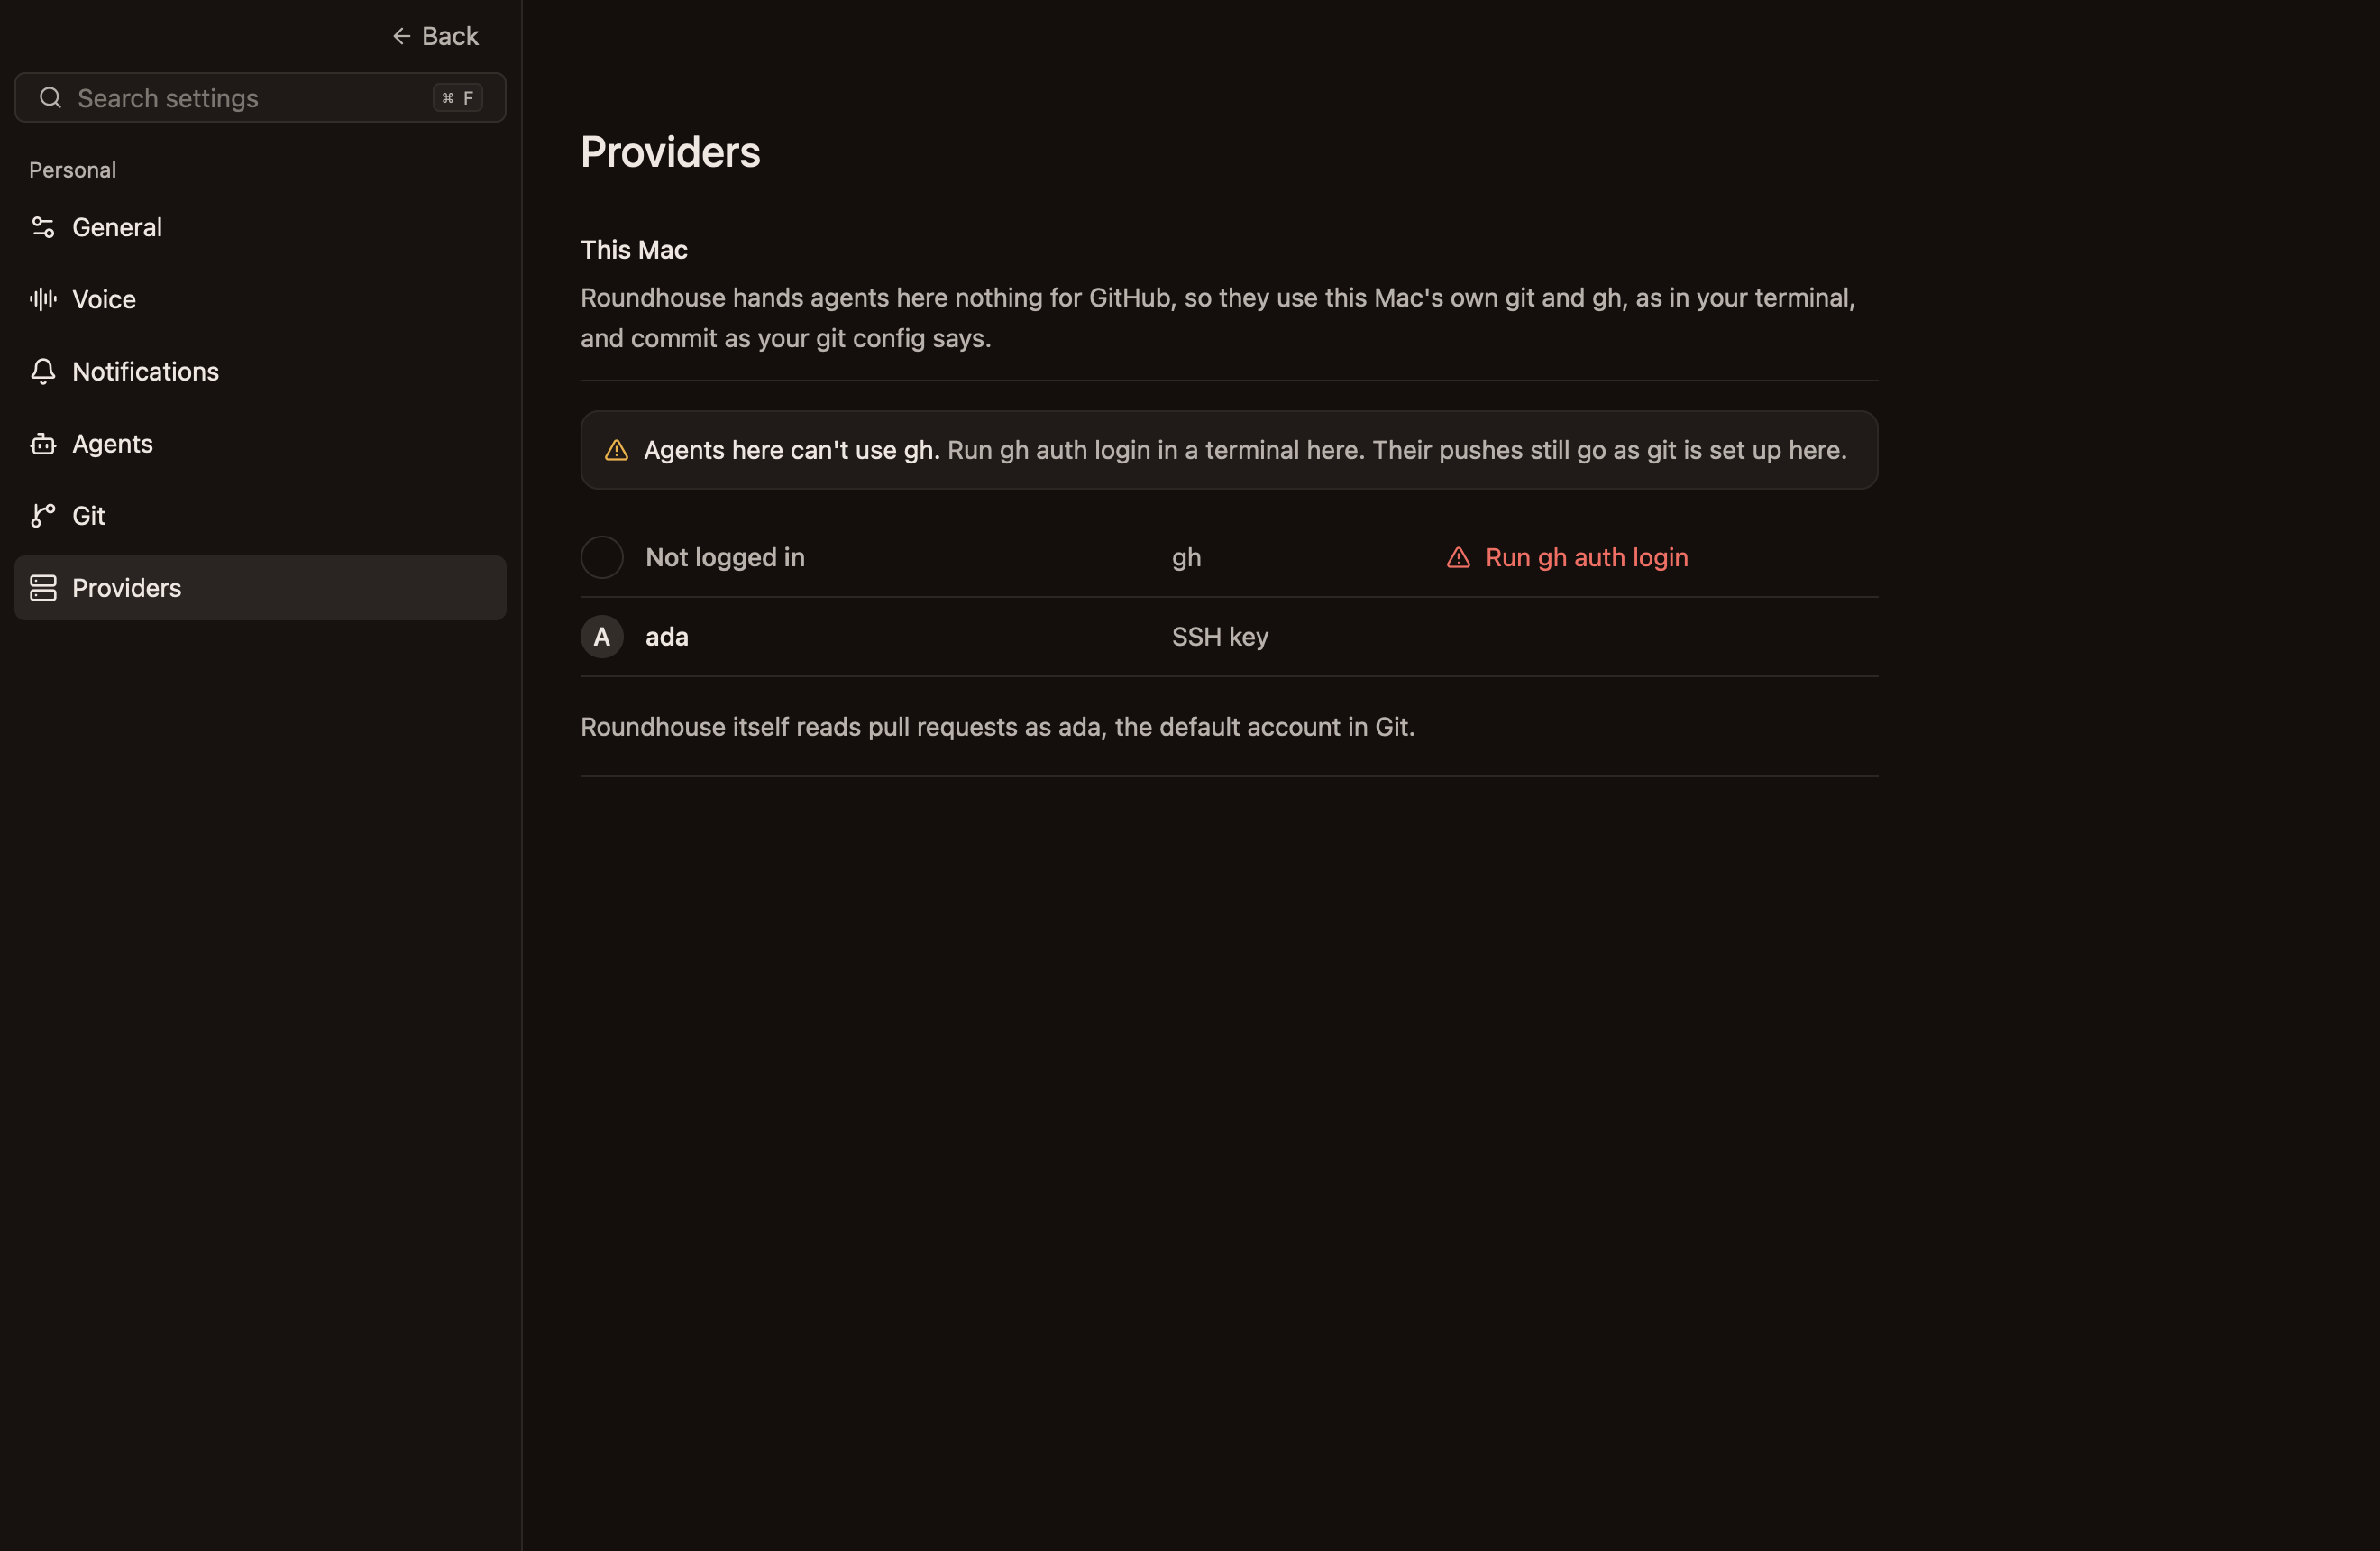 Back
Search settings
⌘ F
Personal
General
Voice
Notifications
Agents
Git
Providers
Providers
This Mac
Roundhouse hands agents here nothing for GitHub, so they use this Mac's own git and gh, as in your terminal,
and commit as your git config says.
Agents here can't use gh. Run gh auth login in a terminal here. Their pushes still go as git is set up here.
Not logged in
gh
Run gh auth login
A
ada
SSH key
Roundhouse itself reads pull requests as ada, the default account in Git.